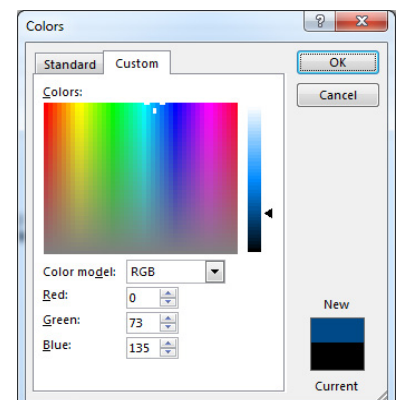 Colors
Standard Custom
OK
Colors:
Cancel
Color model: RGB
Red: 0
Green: 73
Blue: 135
New
Current